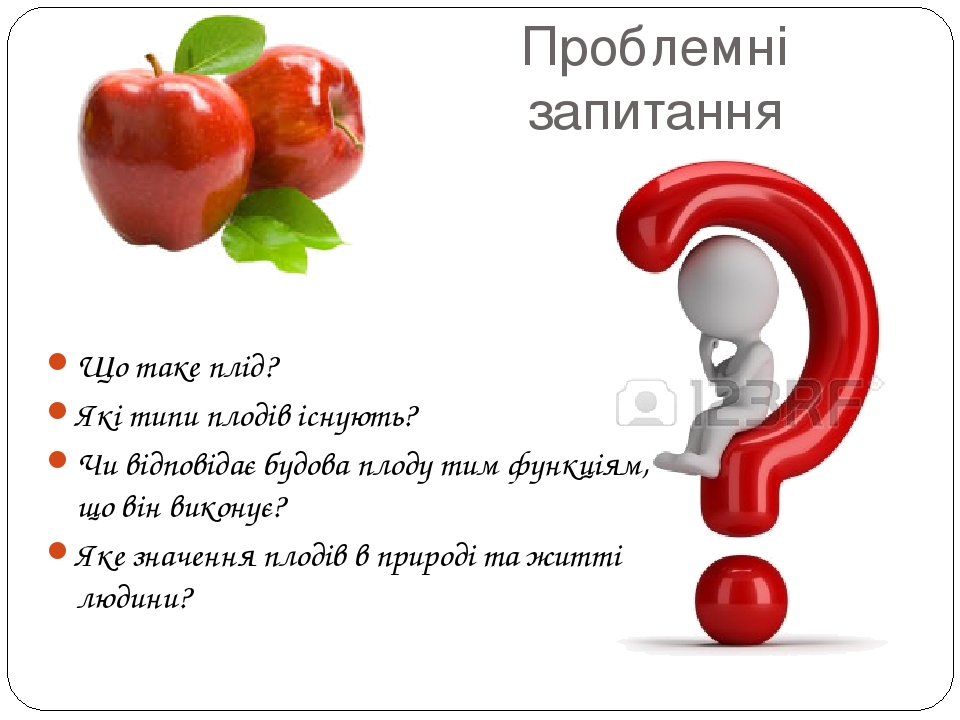 Проблемні
запитання
Що таке плід?
Які типи плодів існують?
Чи відповідає будова плоду тим функціям,
що він виконує?
Яке значення плодів в природі та житті
людини?
123RF